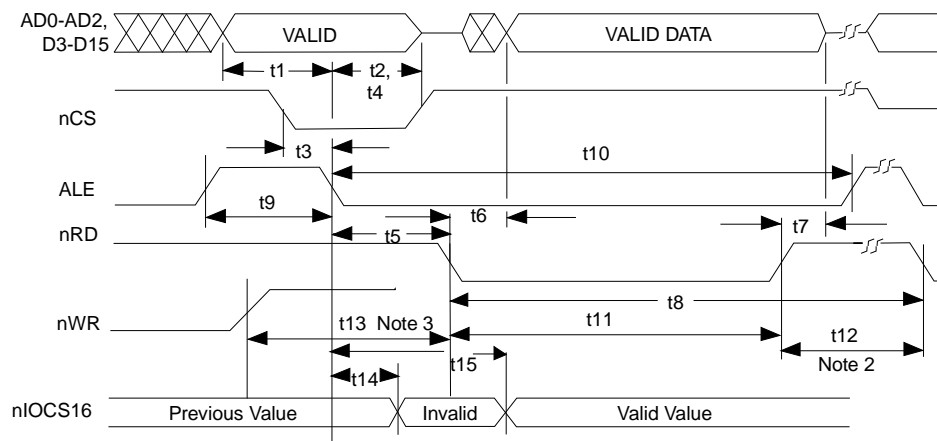 AD0-AD2,
D3-D15
VALID
VALID DATA
t1
t2,
t4
nCS
t3
t10
ALE
t9
t6
t7
nRD
t5
t8
nWR
t13 Note 3
t11
t12
Note 2
t15
t14
nIOCS16
Previous Value
Invalid
Valid Value